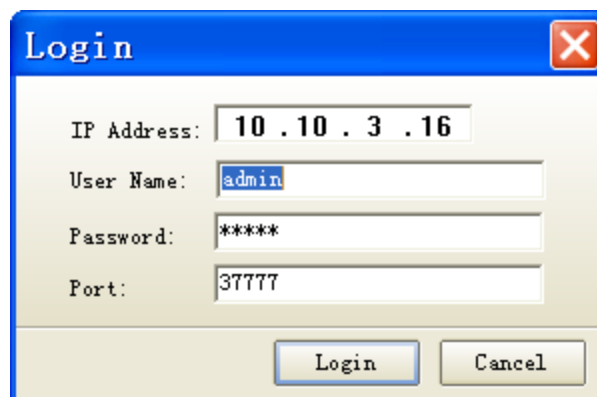 Login
IP Address: 10 .10 . 3 .16
User Name: admin
Password: *****
Port: 37777
Login Cancel